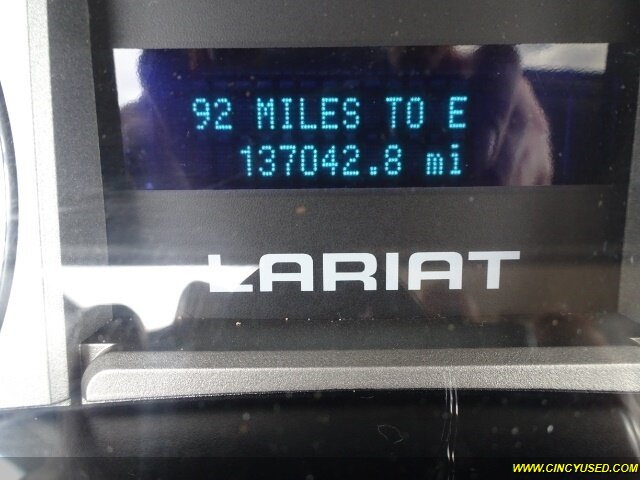 92 MILES TO E
137042.8 mi
LARIAT
WWW.CINCYUSED.COM